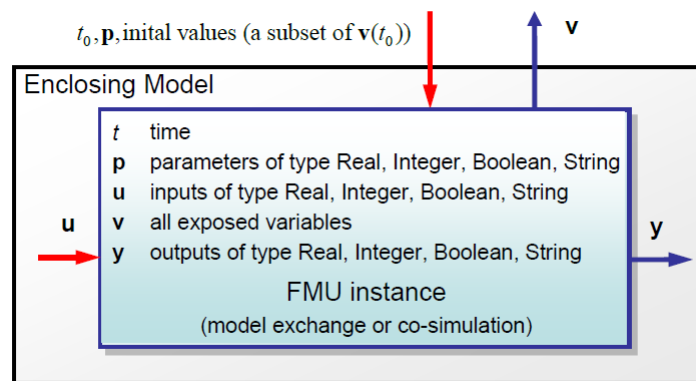 t₀, p, inital values (a subset of v(t₀))
v
Enclosing Model
t time
p parameters of type Real, Integer, Boolean, String
u inputs of type Real, Integer, Boolean, String
v all exposed variables
u
y outputs of type Real, Integer, Boolean, String
y
FMU instance
(model exchange or co-simulation)